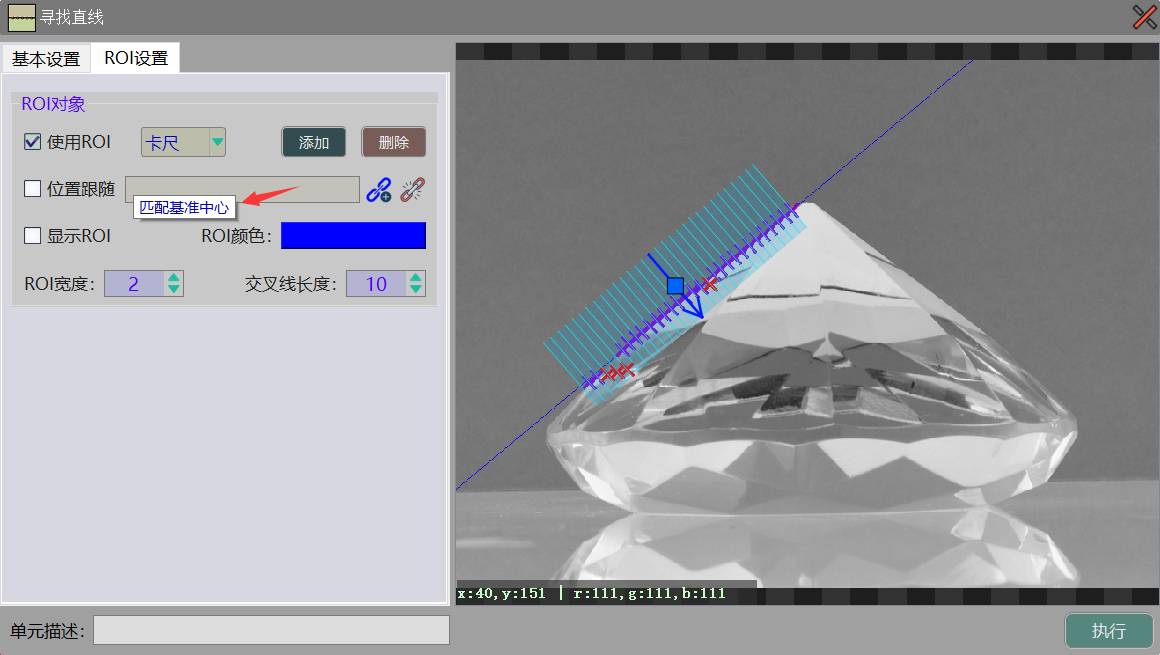 寻找直线
基本设置 ROI设置
ROI对象
使用ROI 卡尺 添加 删除
位置跟随
匹配基准中心
显示ROI ROI颜色:
ROI宽度: 2 交叉线长度: 10
x:40,y:151 | r:111,g:111,b:111
单元描述: 执行